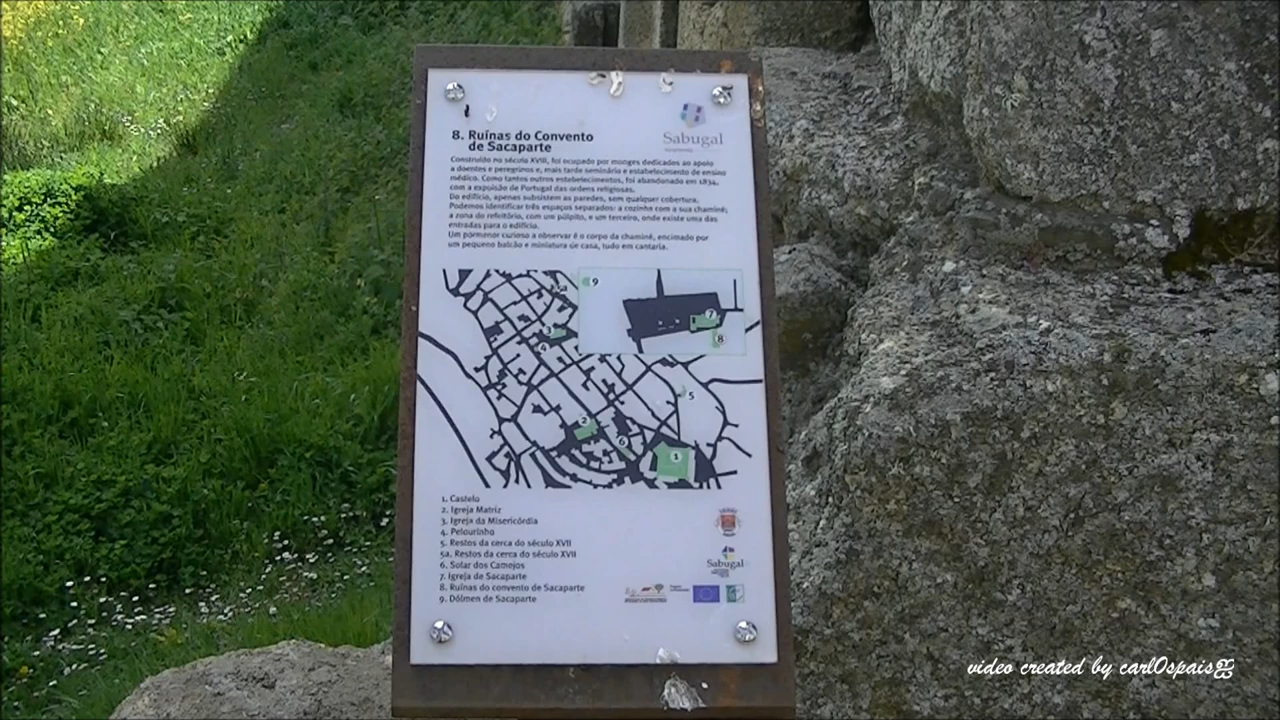 8. Ruínas do Convento
de Sacaparte
Sabugal
Construído no século XVIII, foi ocupado por monges dedicados ao apoio
a doentes e peregrinos e, mais tarde seminário e estabelecimento de ensino
médico. Como tantos outros estabelecimentos, foi abandonado em 1834,
com a expulsão de Portugal das ordens religiosas.
Do edifício, apenas subsistem as paredes, sem qualquer cobertura.
Podemos identificar três espaços separados: a cozinha com a sua chaminé;
a zona do refeitório, com um púlpito, e um terceiro, onde existe uma das
entradas para o edifício.
Um pormenor curioso a observar é o corpo da chaminé, encimado por
um pequeno balcão e miniatura de casa, tudo em cantaria.
9
7
3
8
4
5
2
6
1
1. Castelo
2. Igreja Matriz
3. Igreja da Misericórdia
4. Pelourinho
5. Restos da cerca do século XVII
5a. Restos da cerca do século XVII
6. Solar dos Camejos
7. Igreja de Sacaparte
8. Ruínas do convento de Sacaparte
9. Dólmen de Sacaparte
Sabugal
video created by carlOspais